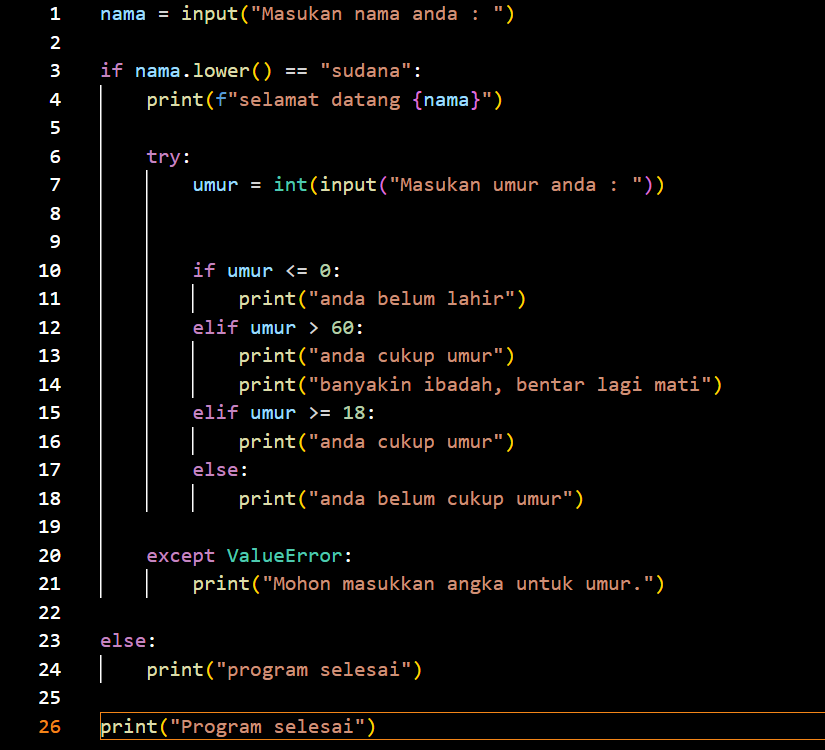 1 nama = input("Masukan nama anda : ")
2
3 if nama.lower() == "sudana":
4     print(f"selamat datang {nama}")
5
6     try:
7         umur = int(input("Masukan umur anda : "))
8
9
10         if umur <= 0:
11             print("anda belum lahir")
12         elif umur > 60:
13             print("anda cukup umur")
14             print("banyakin ibadah, bentar lagi mati")
15         elif umur >= 18:
16             print("anda cukup umur")
17         else:
18             print("anda belum cukup umur")
19
20     except ValueError:
21         print("Mohon masukkan angka untuk umur.")
22
23 else:
24     print("program selesai")
25
26 print("Program selesai")